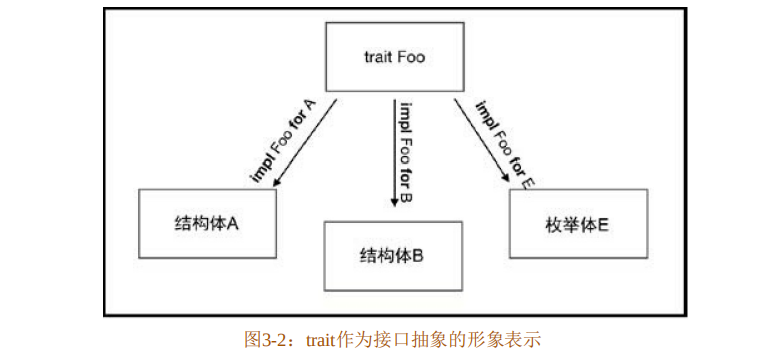 trait Foo
impl Foo for A
impl Foo for B
impl Foo for E
结构体A
结构体B
枚举体E
图3-2：trait作为接口抽象的形象表示